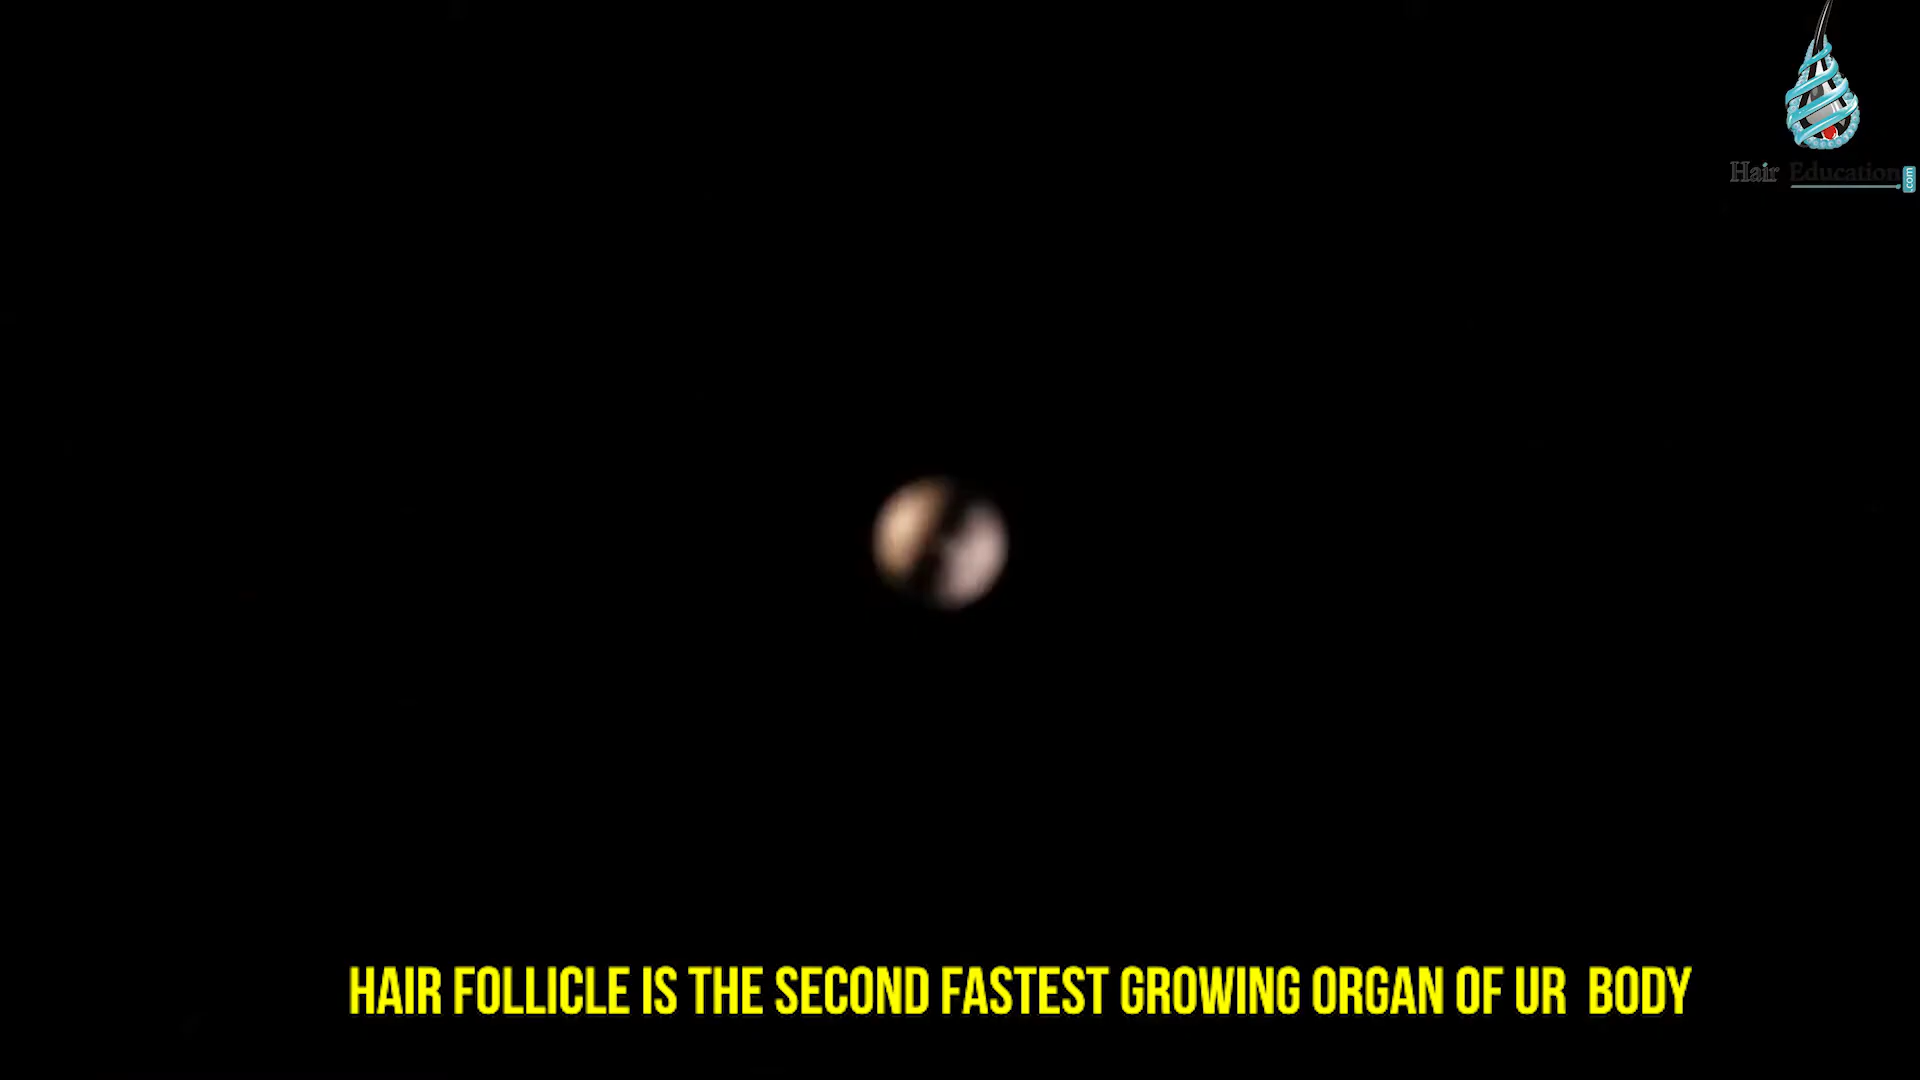 Hair Education
.com
HAIR FOLLICLE IS THE SECOND FASTEST GROWING ORGAN OF UR  BODY